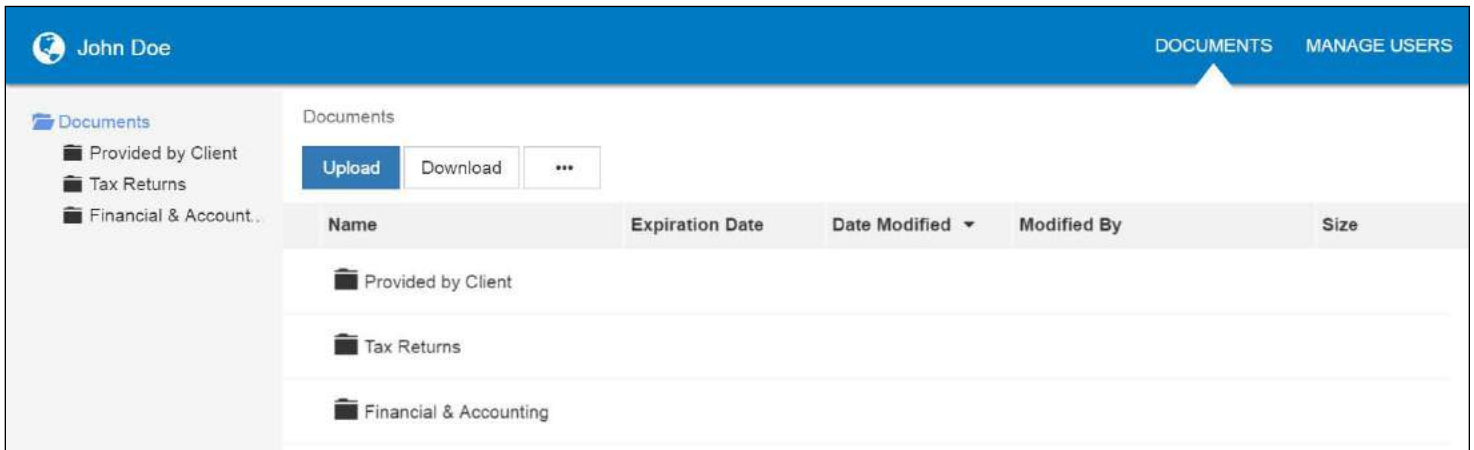 John Doe
DOCUMENTS MANAGE USERS
Documents
Provided by Client
Tax Returns
Financial & Account..
Documents
Upload Download •••
Name Expiration Date Date Modified Modified By Size
Provided by Client
Tax Returns
Financial & Accounting